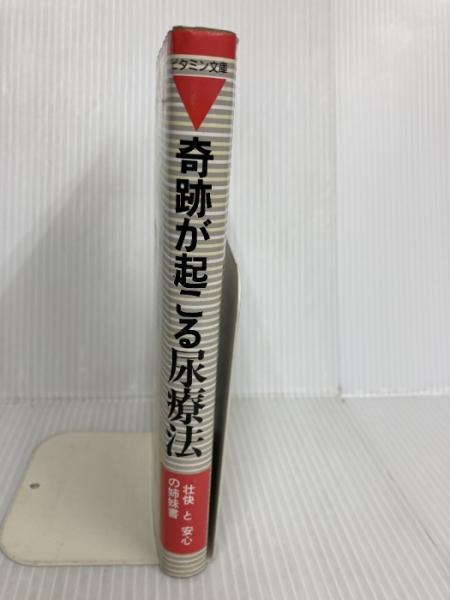 ビタミン文庫
奇跡が起こる尿療法
壮快と安心
の姉妹書